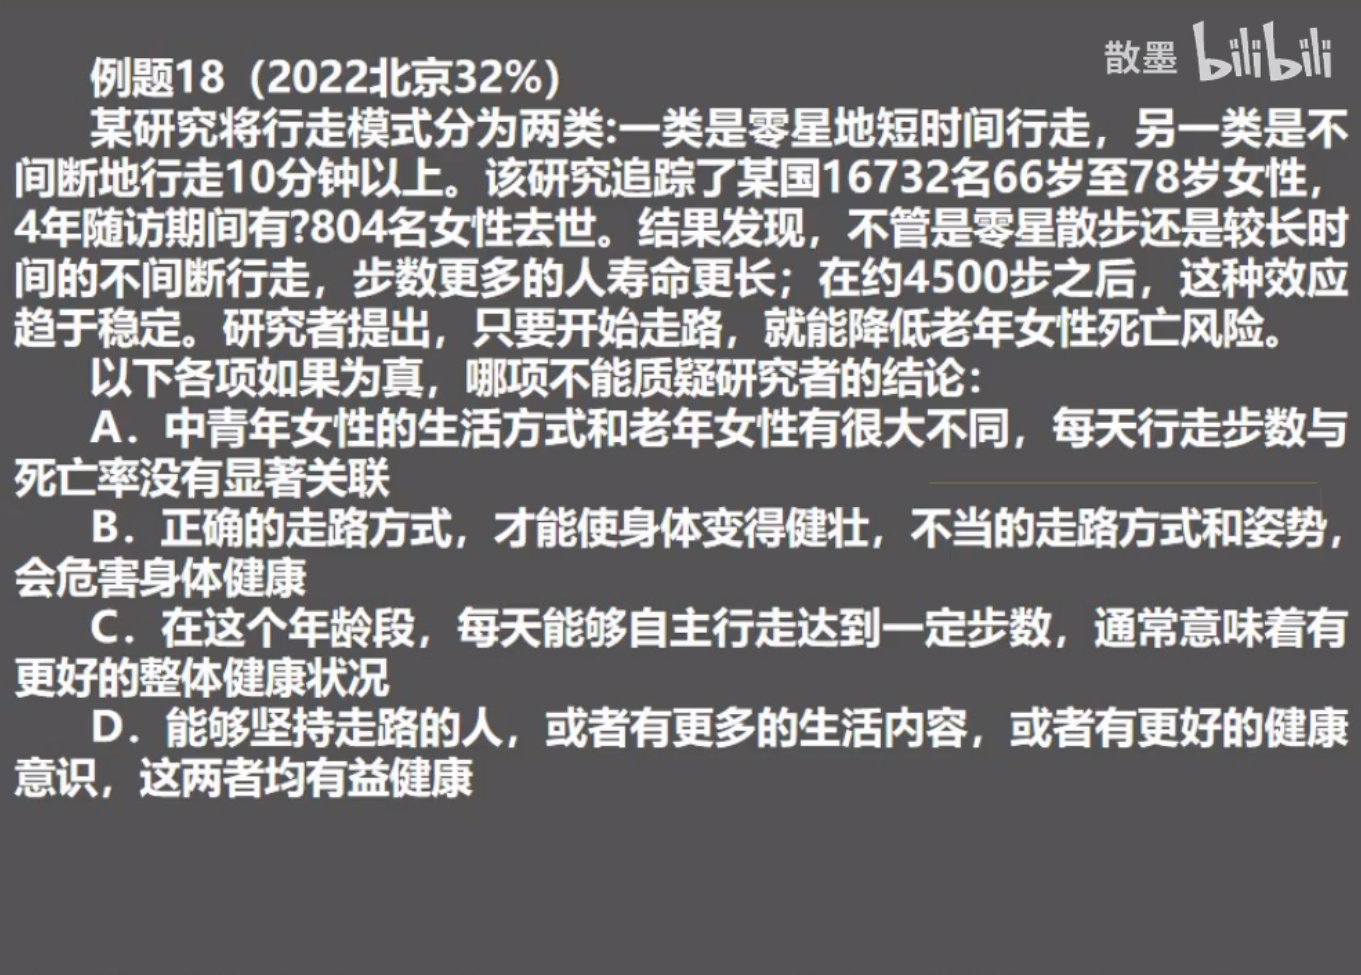 散墨 bilibili
例题18（2022北京32%）
某研究将行走模式分为两类:一类是零星地短时间行走，另一类是不
间断地行走10分钟以上。该研究追踪了某国16732名66岁至78岁女性，
4年随访期间有?804名女性去世。结果发现，不管是零星散步还是较长时
间的不间断行走，步数更多的人寿命更长；在约4500步之后，这种效应
趋于稳定。研究者提出，只要开始走路，就能降低老年女性死亡风险。
以下各项如果为真，哪项不能质疑研究者的结论：
A．中青年女性的生活方式和老年女性有很大不同，每天行走步数与
死亡率没有显著关联
B．正确的走路方式，才能使身体变得健壮，不当的走路方式和姿势，
会危害身体健康
C．在这个年龄段，每天能够自主行走达到一定步数，通常意味着有
更好的整体健康状况
D．能够坚持走路的人，或者有更多的生活内容，或者有更好的健康
意识，这两者均有益健康